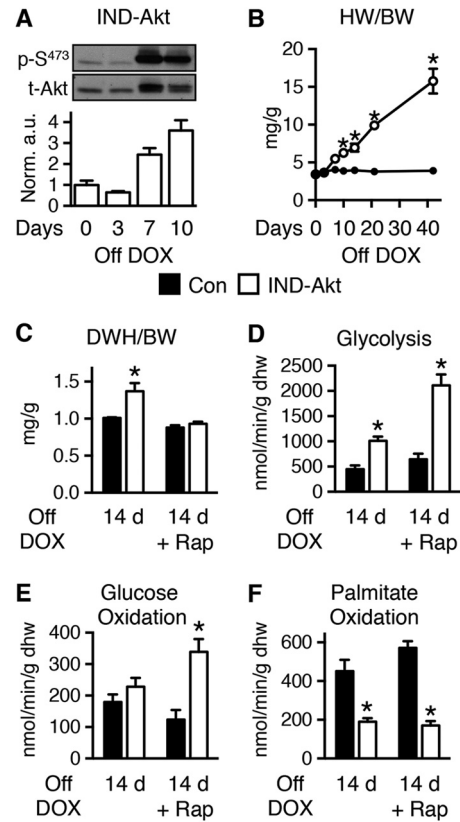 A IND-Akt
p-S473
t-Akt
Norm. a.u.
4
3
2
1
0
Days 0 3 7 10
Off DOX
B HW/BW
mg/g
20
15
10
5
0
* * * *
0 10 20 30 40
Off DOX
Con IND-Akt
C DWH/BW
mg/g
1.5
1.0
0.5
0.0
*
Off 14 d 14 d
DOX + Rap
D Glycolysis
nmol/min/g dhw
2500
2000
1500
1000
500
0
* *
Off 14 d 14 d
DOX + Rap
E Glucose
Oxidation
nmol/min/g dhw
400
300
200
100
0
*
Off 14 d 14 d
DOX + Rap
F Palmitate
Oxidation
nmol/min/g dhw
600
400
200
0
* *
Off 14 d 14 d
DOX + Rap